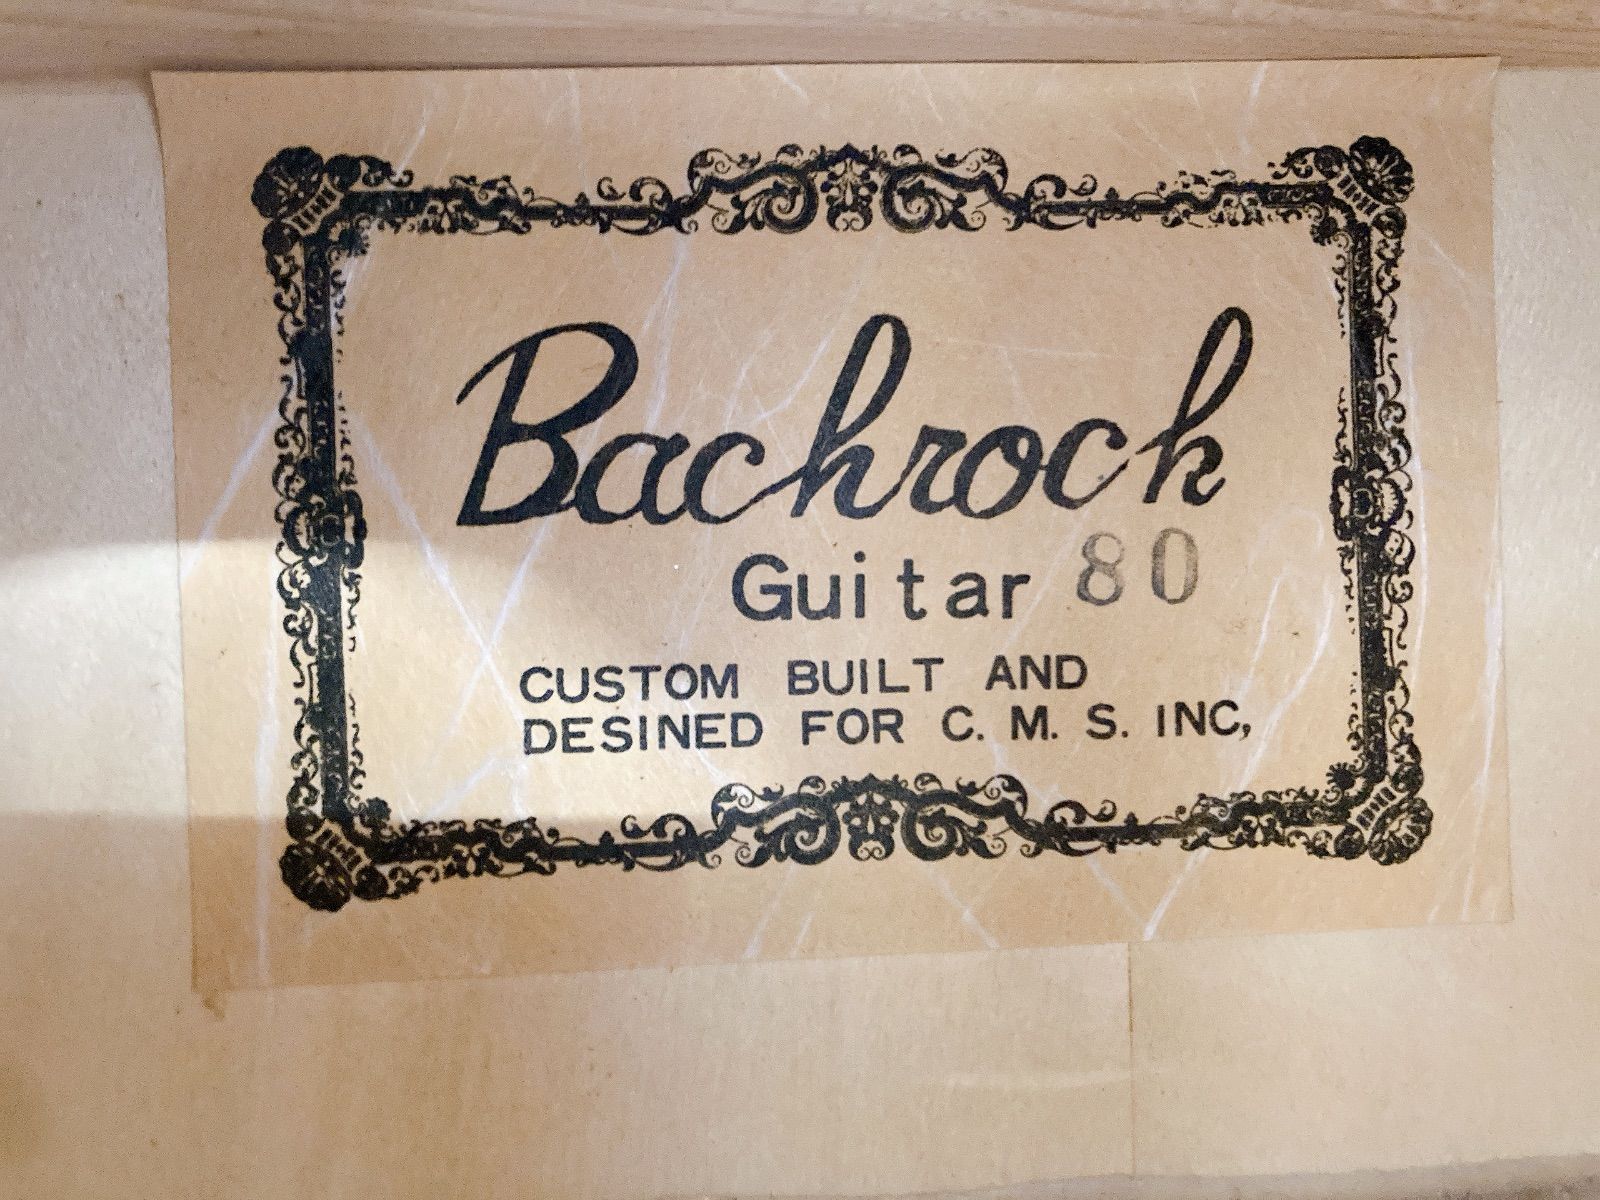 Bachrock
Guitar 80
CUSTOM BUILT AND
DESINED FOR C. M. S. INC,